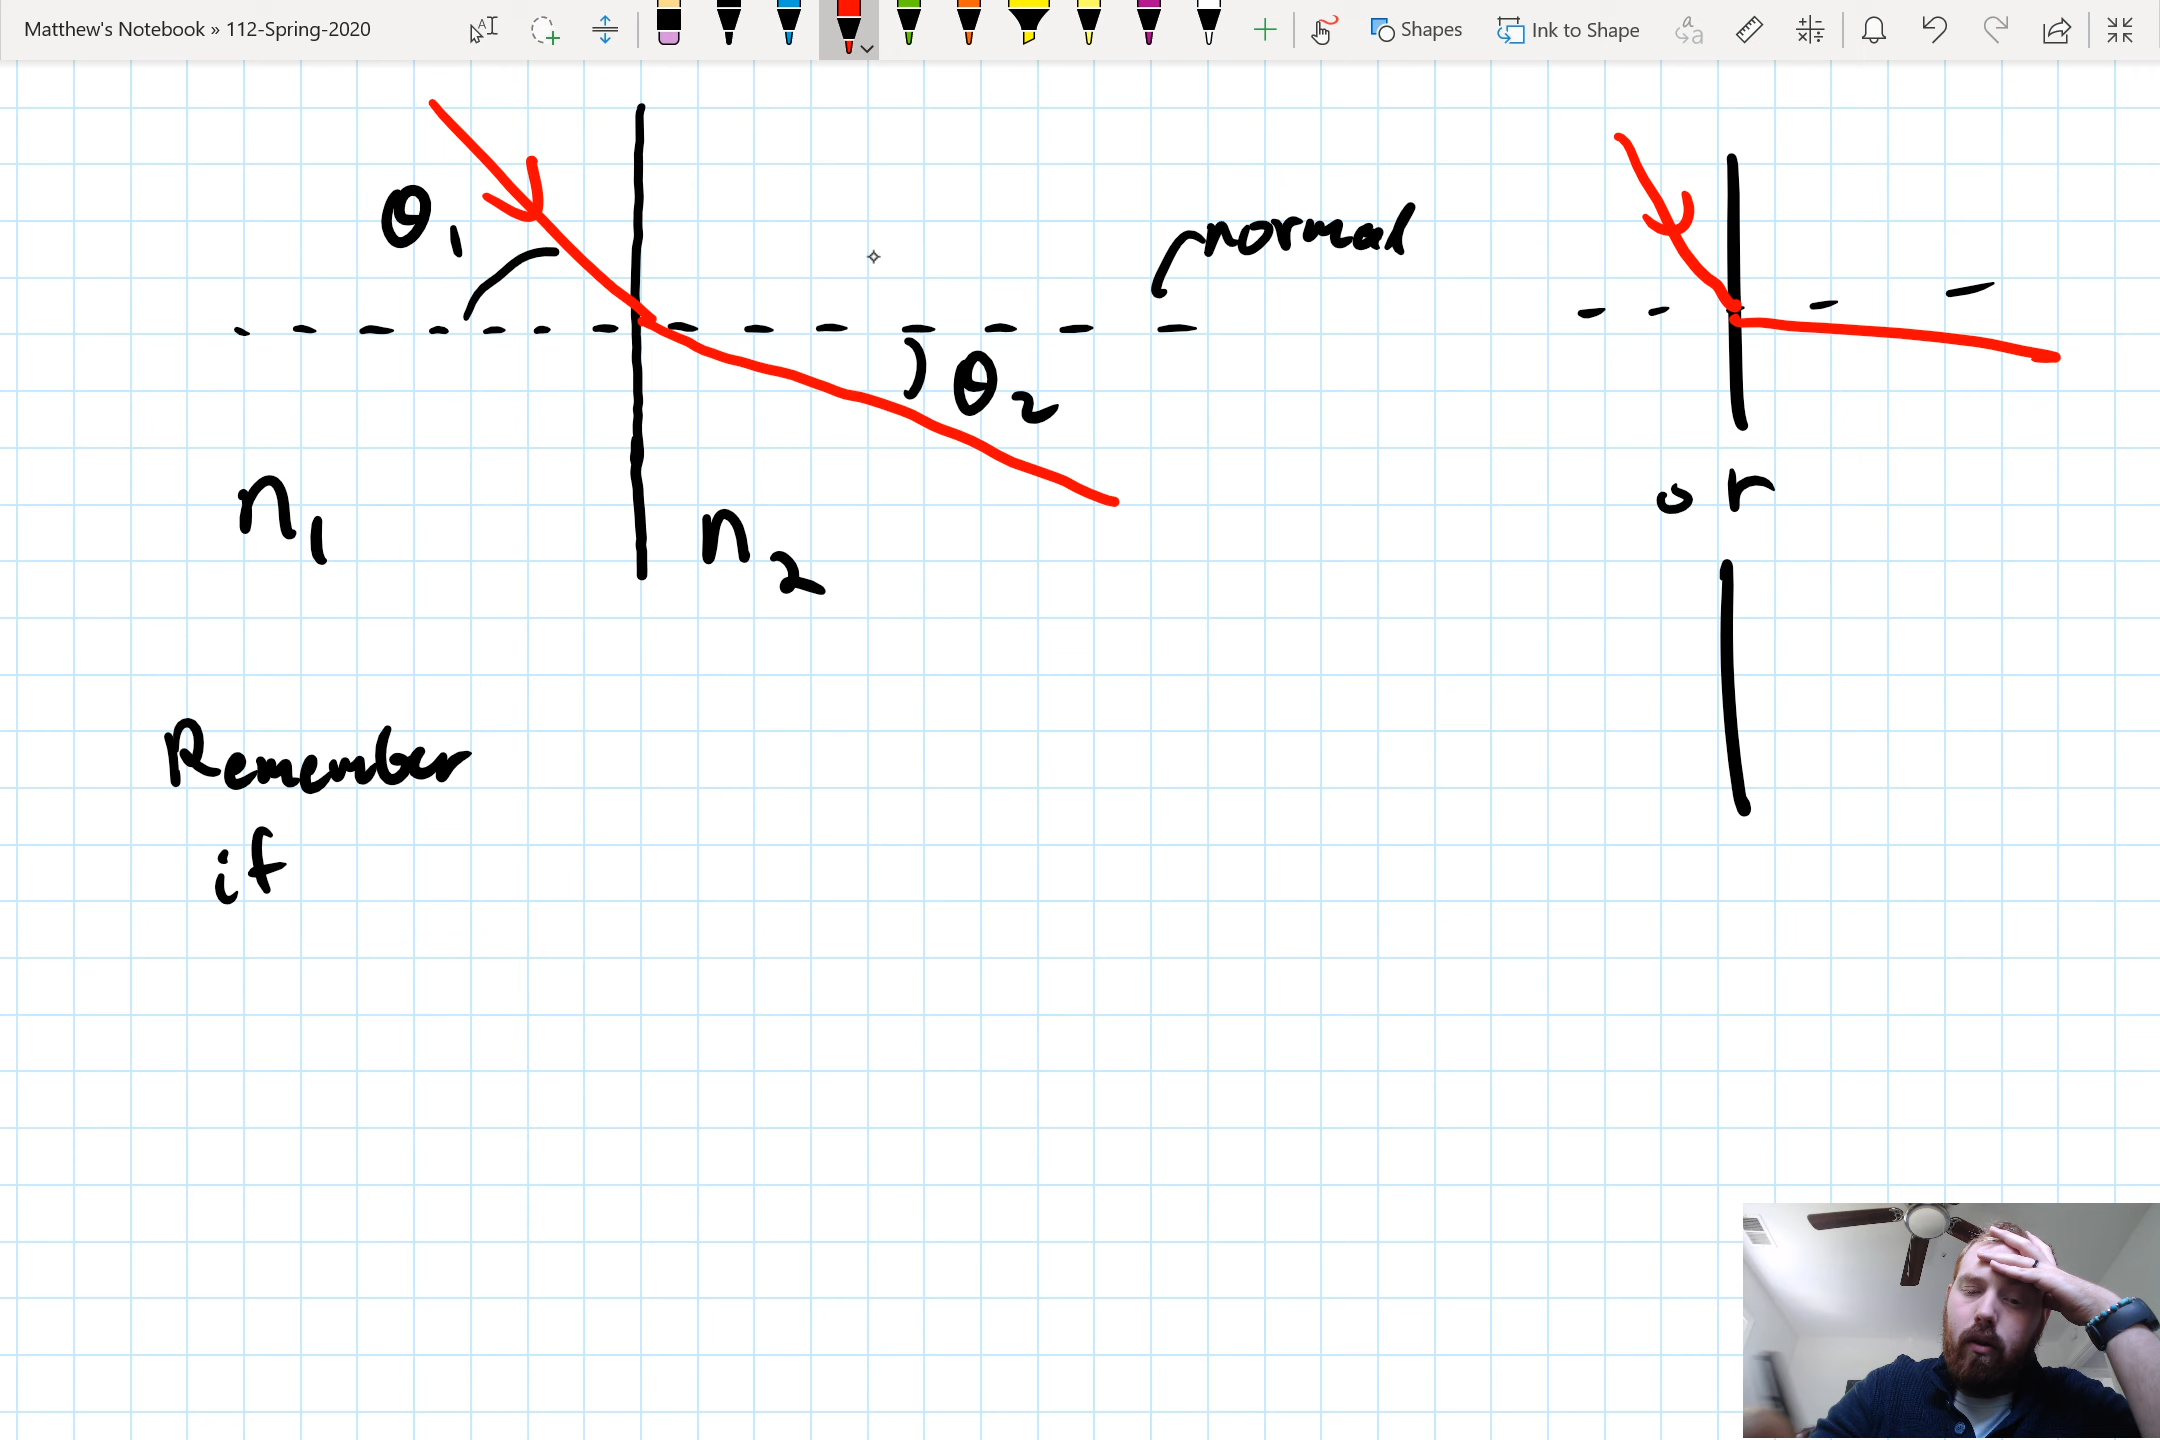 Matthew's Notebook » 112-Spring-2020
Shapes
Ink to Shape
θ1
normal
θ2
n1
n2
or
Remember
if